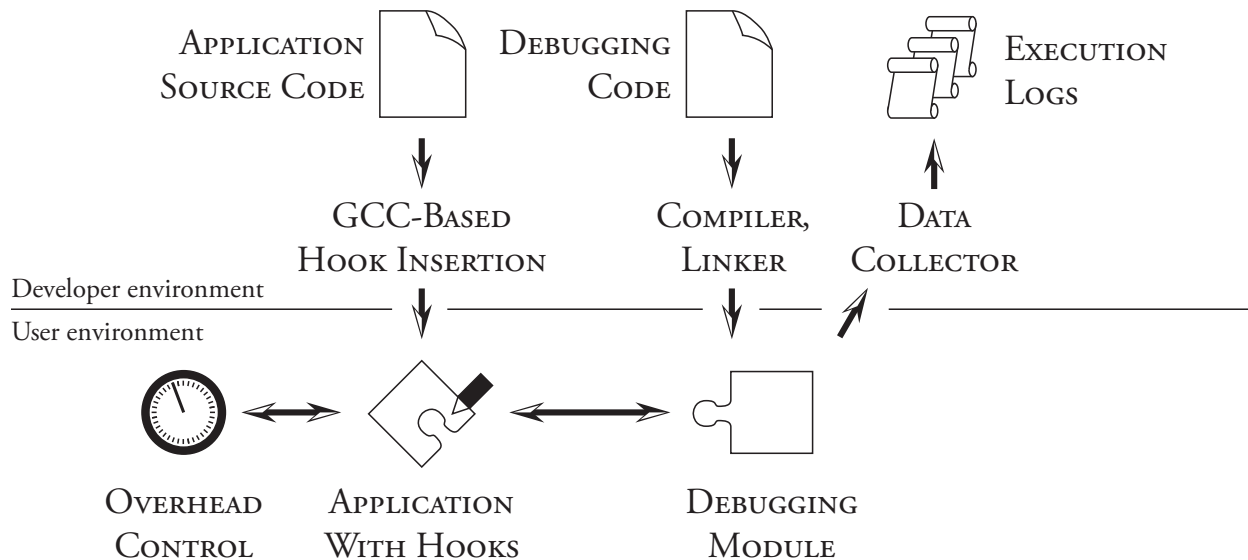 APPLICATION
SOURCE CODE
DEBUGGING
CODE
EXECUTION
LOGS
GCC-BASED
HOOK INSERTION
COMPILER,
LINKER
DATA
COLLECTOR
Developer environment
User environment
OVERHEAD
CONTROL
APPLICATION
WITH HOOKS
DEBUGGING
MODULE